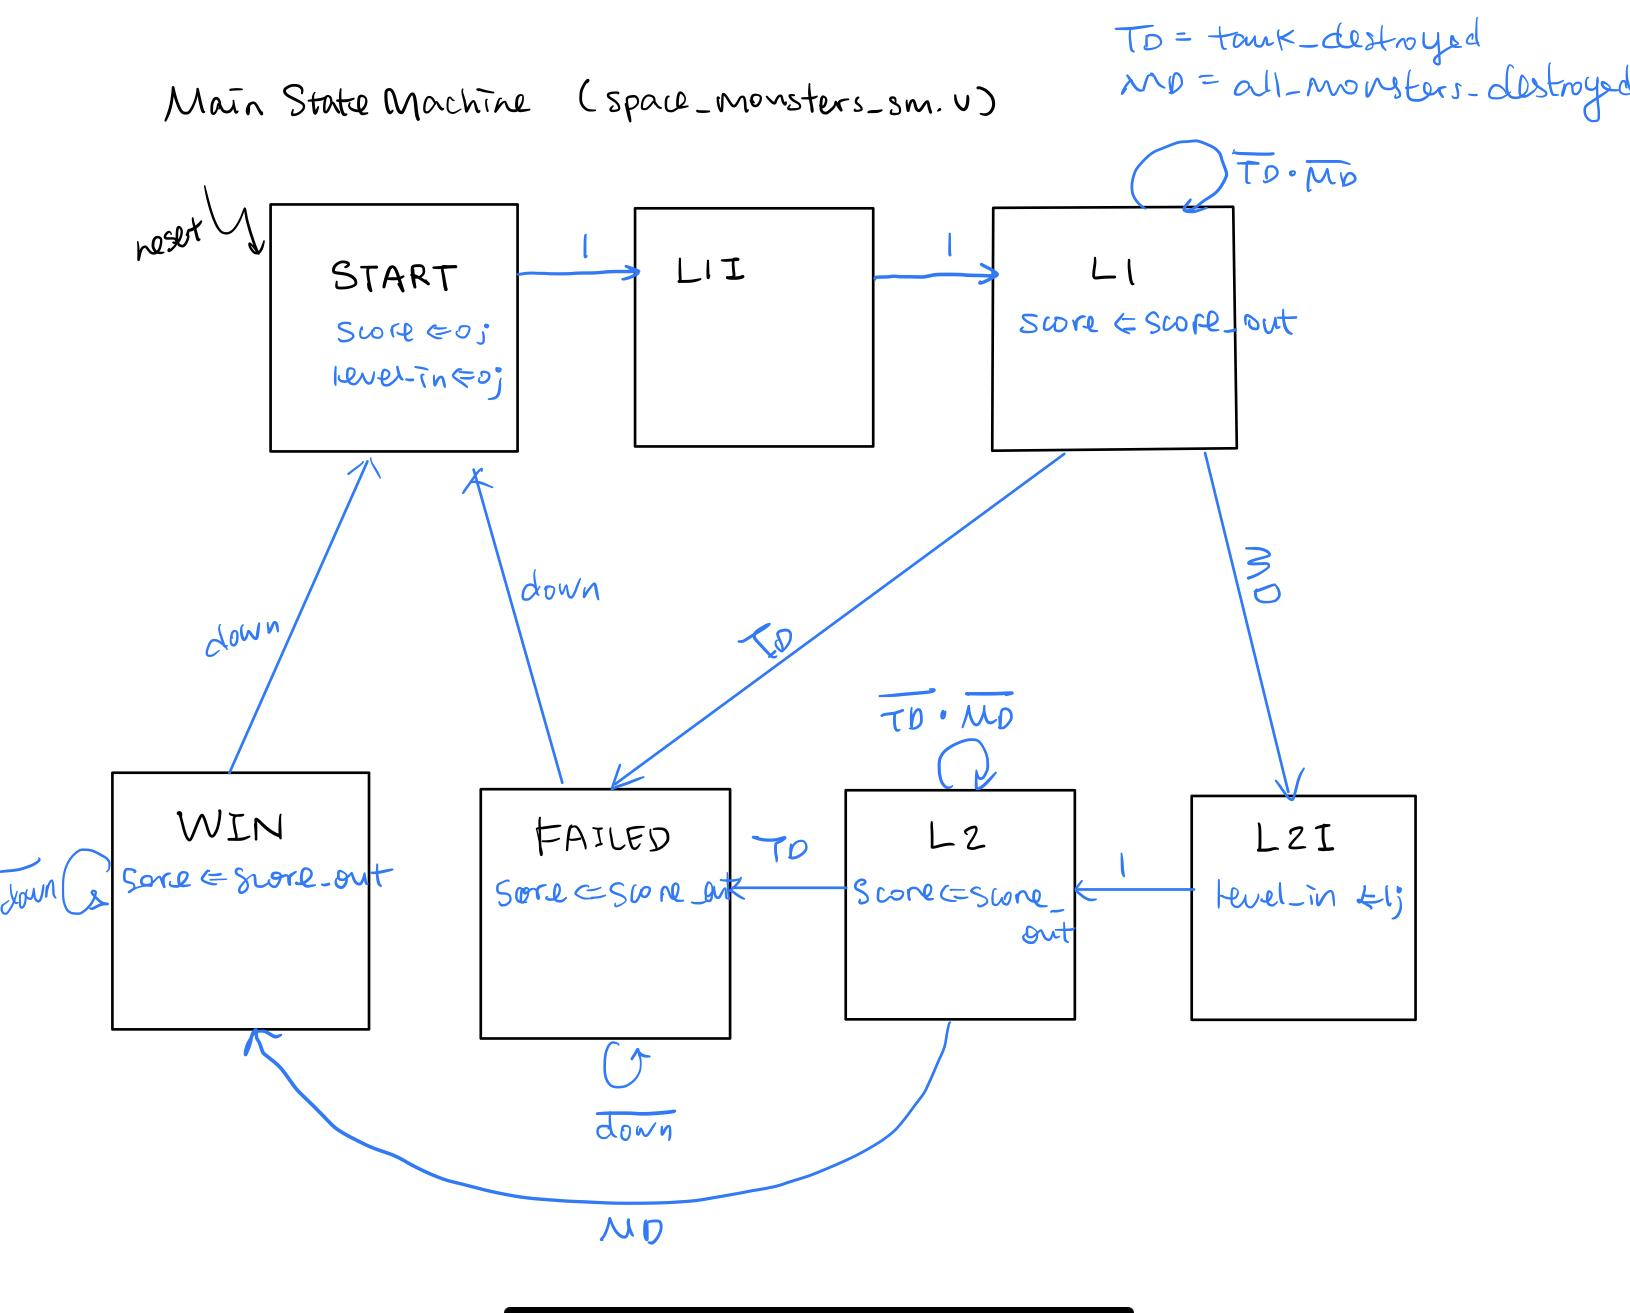 TD = tank_destroyed
MD = all_monsters_destroyed
Main State Machine (space_monsters_sm.v)
TD · MD
reset
START
score <= 0;
level_in <= 0;
1
L1I
1
L1
score <= score_out
down
down
TD
MD
TD · MD
WIN
Sorce <= score_out
down
FAILED
Score <= score_out
TD
L2
Score <= score_
out
1
L2I
level_in <= 1;
down
MD